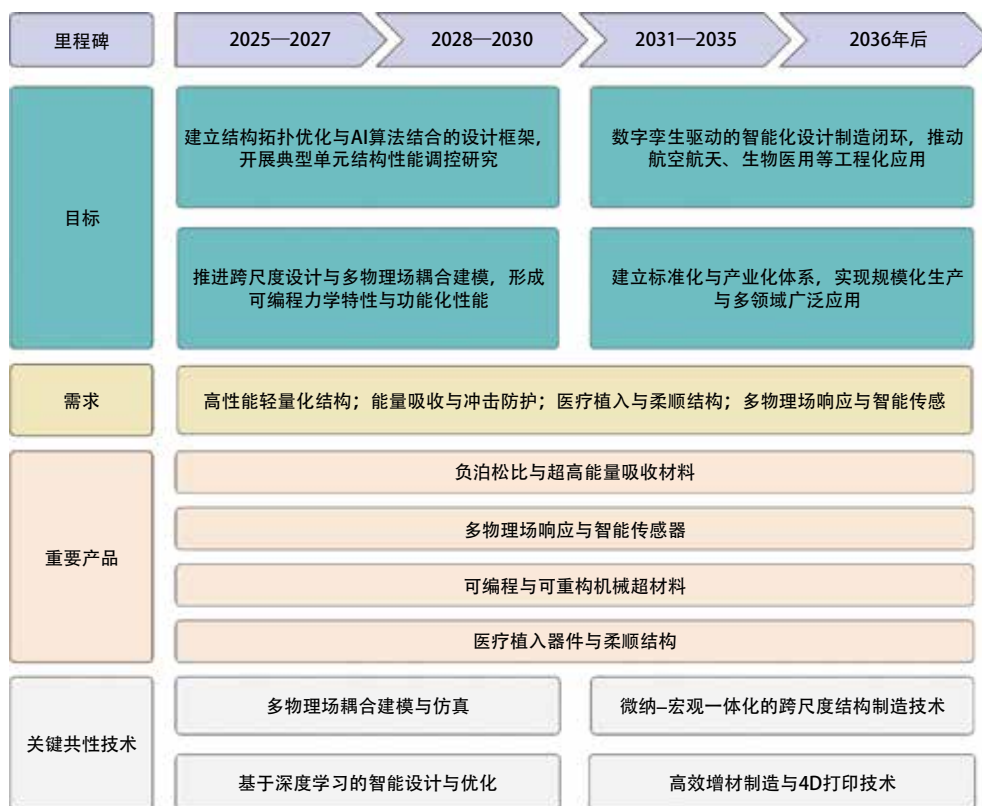 里程碑
2025—2027
2028—2030
2031—2035
2036年后
目标
建立结构拓扑优化与AI算法结合的设计框架，
开展典型单元结构性能调控研究
数字孪生驱动的智能化设计制造闭环，推动
航空航天、生物医用等工程化应用
推进跨尺度设计与多物理场耦合建模，形成
可编程力学特性与功能化性能
建立标准化与产业化体系，实现规模化生产
与多领域广泛应用
需求
高性能轻量化结构；能量吸收与冲击防护；医疗植入与柔顺结构；多物理场响应与智能传感
重要产品
负泊松比与超高能量吸收材料
多物理场响应与智能传感器
可编程与可重构机械超材料
医疗植入器件与柔顺结构
关键共性技术
多物理场耦合建模与仿真
微纳–宏观一体化的跨尺度结构制造技术
基于深度学习的智能设计与优化
高效增材制造与4D打印技术